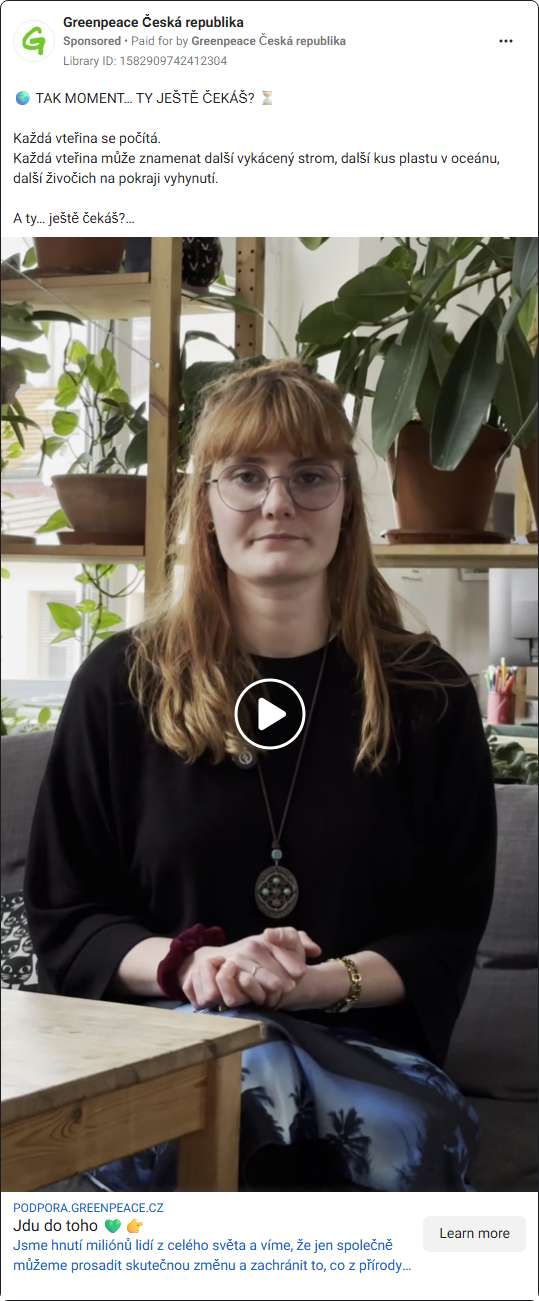 Greenpeace Česká republika
Sponsored • Paid for by Greenpeace Česká republika
Library ID: 1582909742412304
🌍 TAK MOMENT... TY JEŠTĚ ČEKÁŠ? ⏳
Každá vteřina se počítá.
Každá vteřina může znamenat další vykácený strom, další kus plastu v oceánu,
další živočich na pokraji vyhynutí.
A ty... ještě čekáš?...
PODPORA.GREENPEACE.CZ
Jdu do toho 💚 👉
Jsme hnutí miliónů lidí z celého světa a víme, že jen společně
můžeme prosadit skutečnou změnu a zachránit to, co z přírody...
Learn more